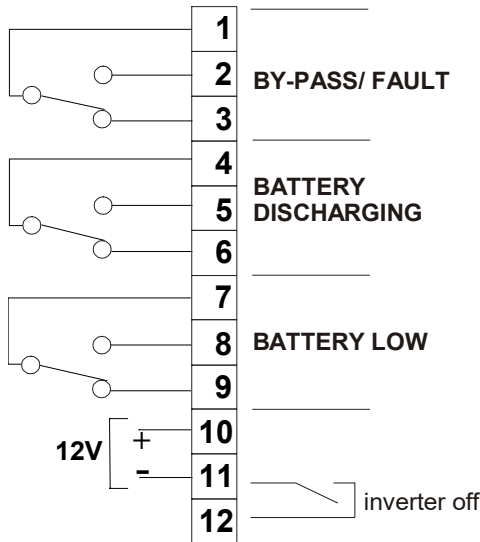 1
2 BY-PASS/ FAULT
3
4
BATTERY
5 DISCHARGING
6
7
8 BATTERY LOW
9
10
12V + -
11
inverter off
12